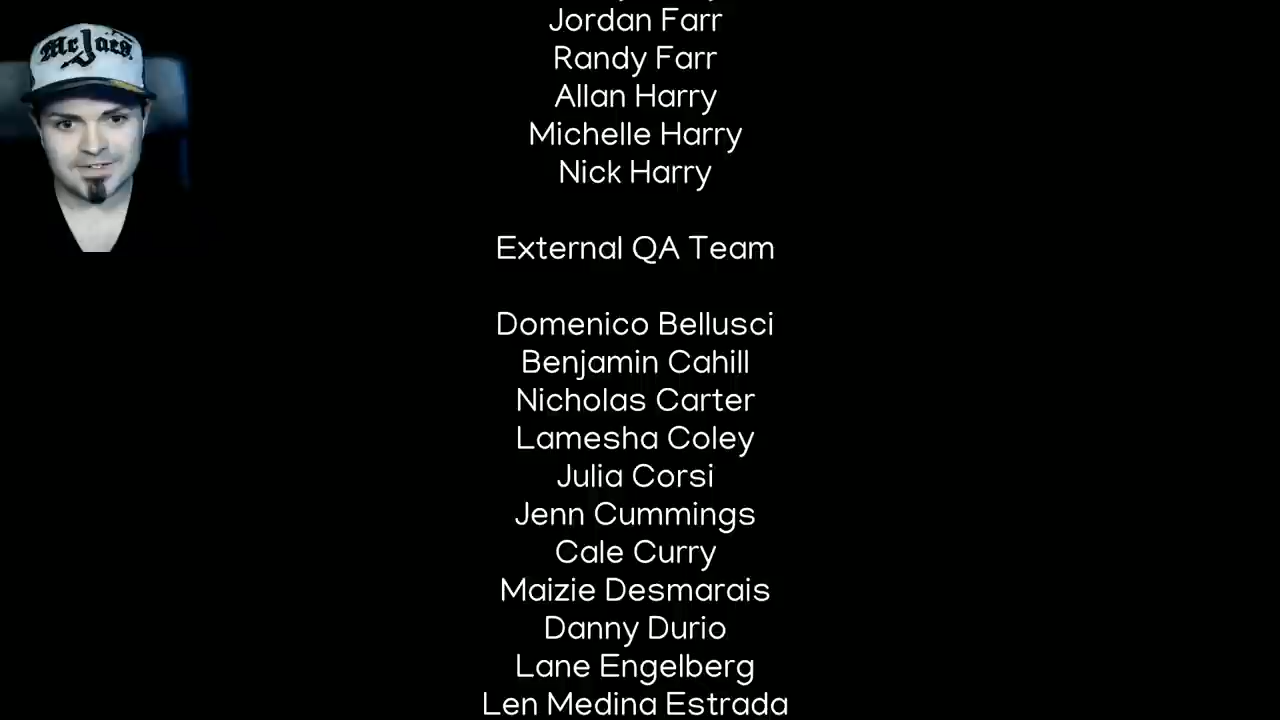 McJaes
Jordan Farr
Randy Farr
Allan Harry
Michelle Harry
Nick Harry
External QA Team
Domenico Bellusci
Benjamin Cahill
Nicholas Carter
Lamesha Coley
Julia Corsi
Jenn Cummings
Cale Curry
Maizie Desmarais
Danny Durio
Lane Engelberg
Len Medina Estrada